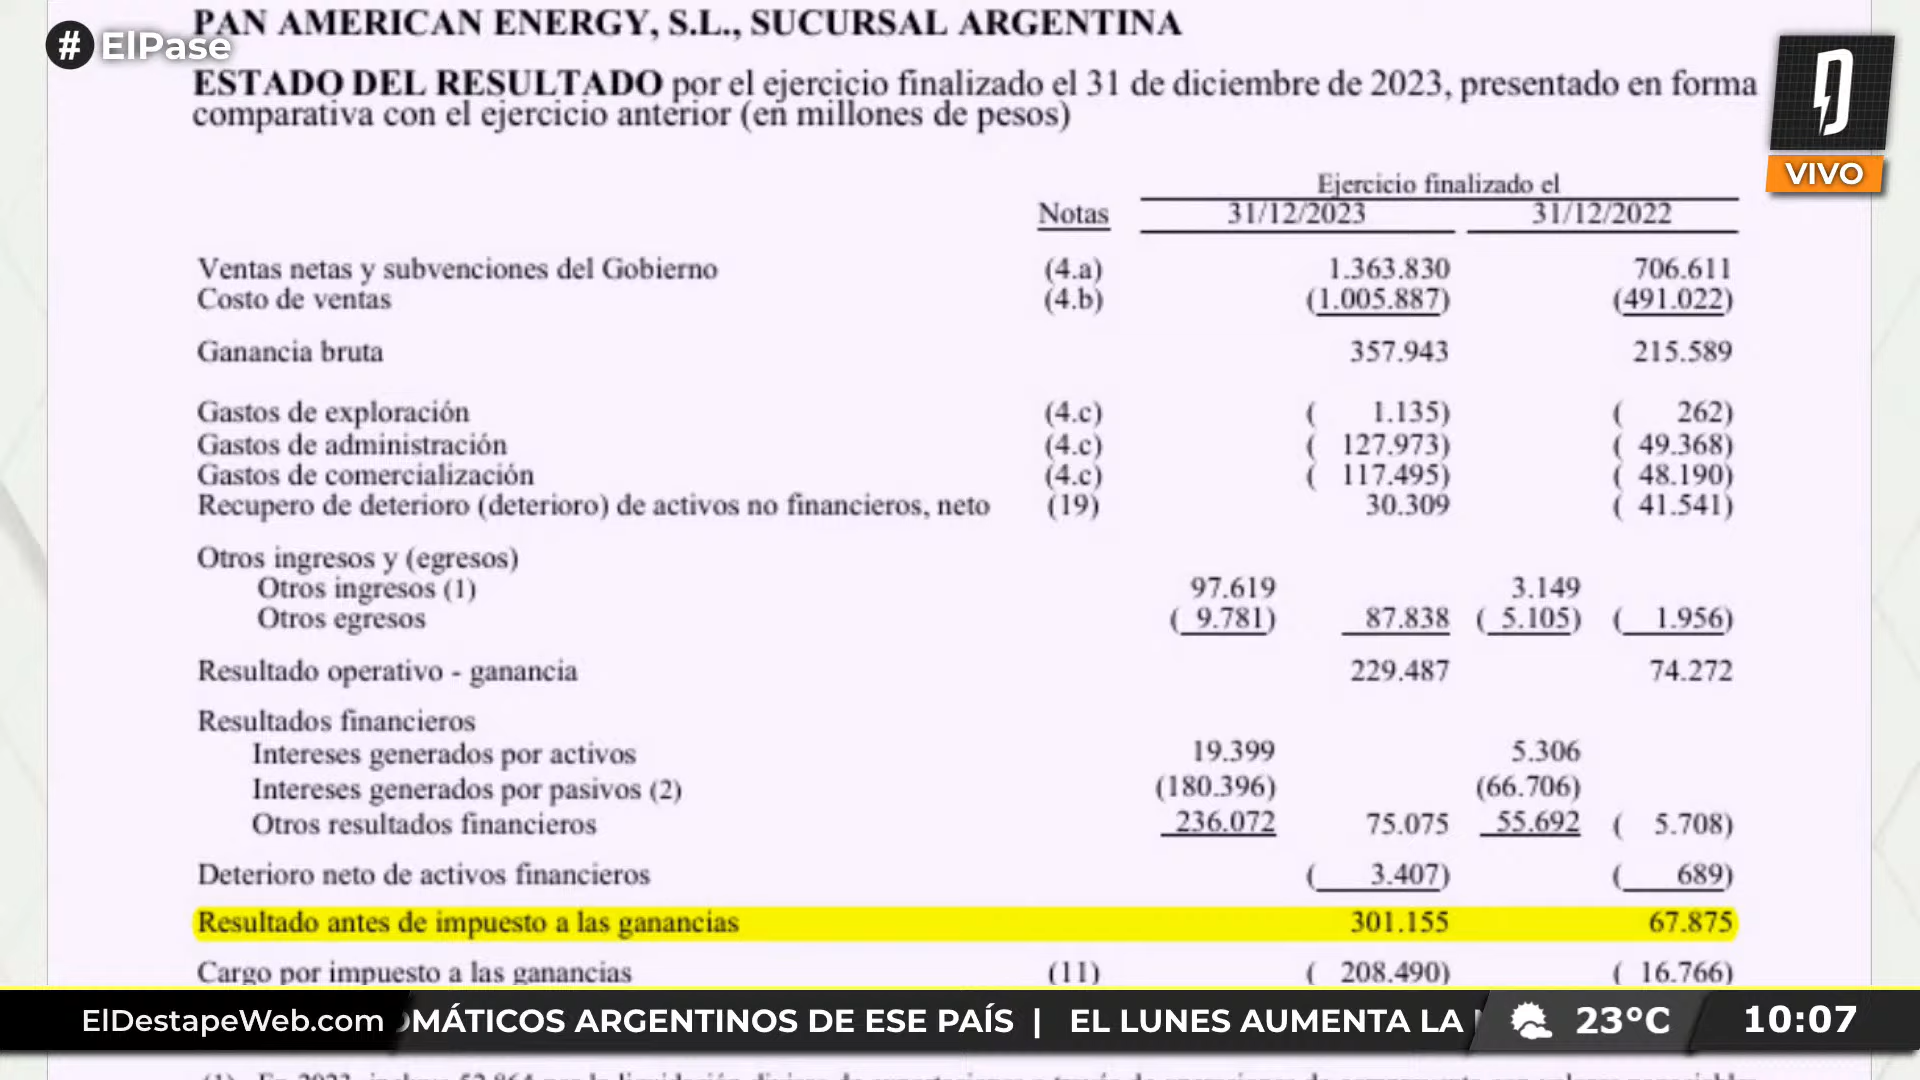 PAN AMERICAN ENERGY, S.L., SUCURSAL ARGENTINA
# ElPase
ESTADO DEL RESULTADO por el ejercicio finalizado el 31 de diciembre de 2023, presentado en forma
comparativa con el ejercicio anterior (en millones de pesos)
VIVO
Ejercicio finalizado el
Notas 31/12/2023 31/12/2022
Ventas netas y subvenciones del Gobierno (4.a) 1.363.830 706.611
Costo de ventas (4.b) (1.005.887) (491.022)
Ganancia bruta 357.943 215.589
Gastos de exploración (4.c) ( 1.135) ( 262)
Gastos de administración (4.c) ( 127.973) ( 49.368)
Gastos de comercialización (4.c) ( 117.495) ( 48.190)
Recupero de deterioro (deterioro) de activos no financieros, neto (19) 30.309 ( 41.541)
Otros ingresos y (egresos)
Otros ingresos (1) 97.619 3.149
Otros egresos ( 9.781) 87.838 ( 5.105) ( 1.956)
Resultado operativo - ganancia 229.487 74.272
Resultados financieros
Intereses generados por activos 19.399 5.306
Intereses generados por pasivos (2) (180.396) (66.706)
Otros resultados financieros 236.072 75.075 55.692 ( 5.708)
Deterioro neto de activos financieros ( 3.407) ( 689)
Resultado antes de impuesto a las ganancias 301.155 67.875
Cargo por impuesto a las ganancias (11) ( 208.490) ( 16.766)
ElDestapeWeb.com OMÁTICOS ARGENTINOS DE ESE PAÍS | EL LUNES AUMENTA LA 23°C 10:07